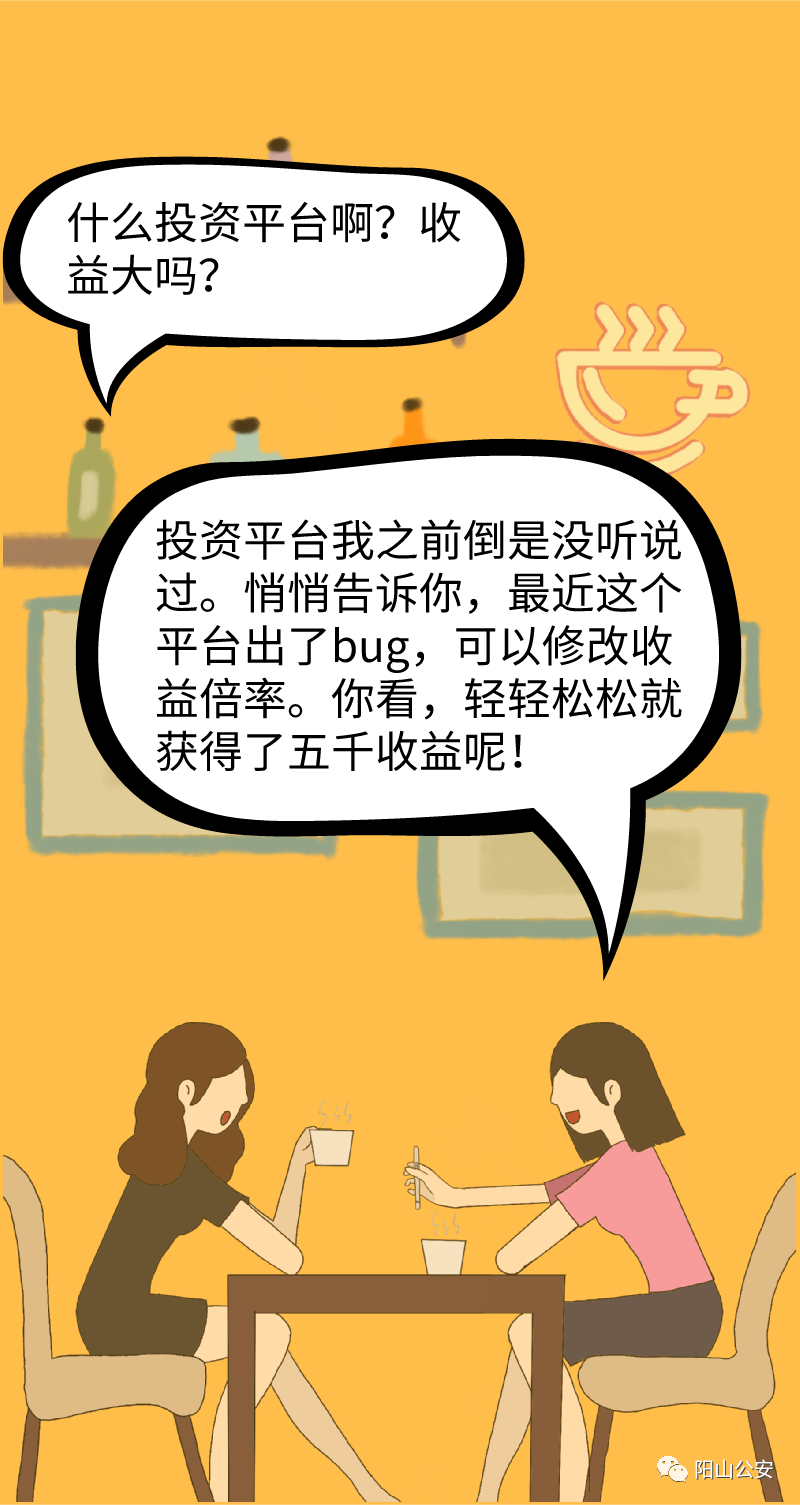 什么投资平台啊？收
益大吗？
投资平台我之前倒是没听说
过。悄悄告诉你，最近这个
平台出了bug，可以修改收
益倍率。你看，轻轻松松就
获得了五千收益呢！
阳山公安